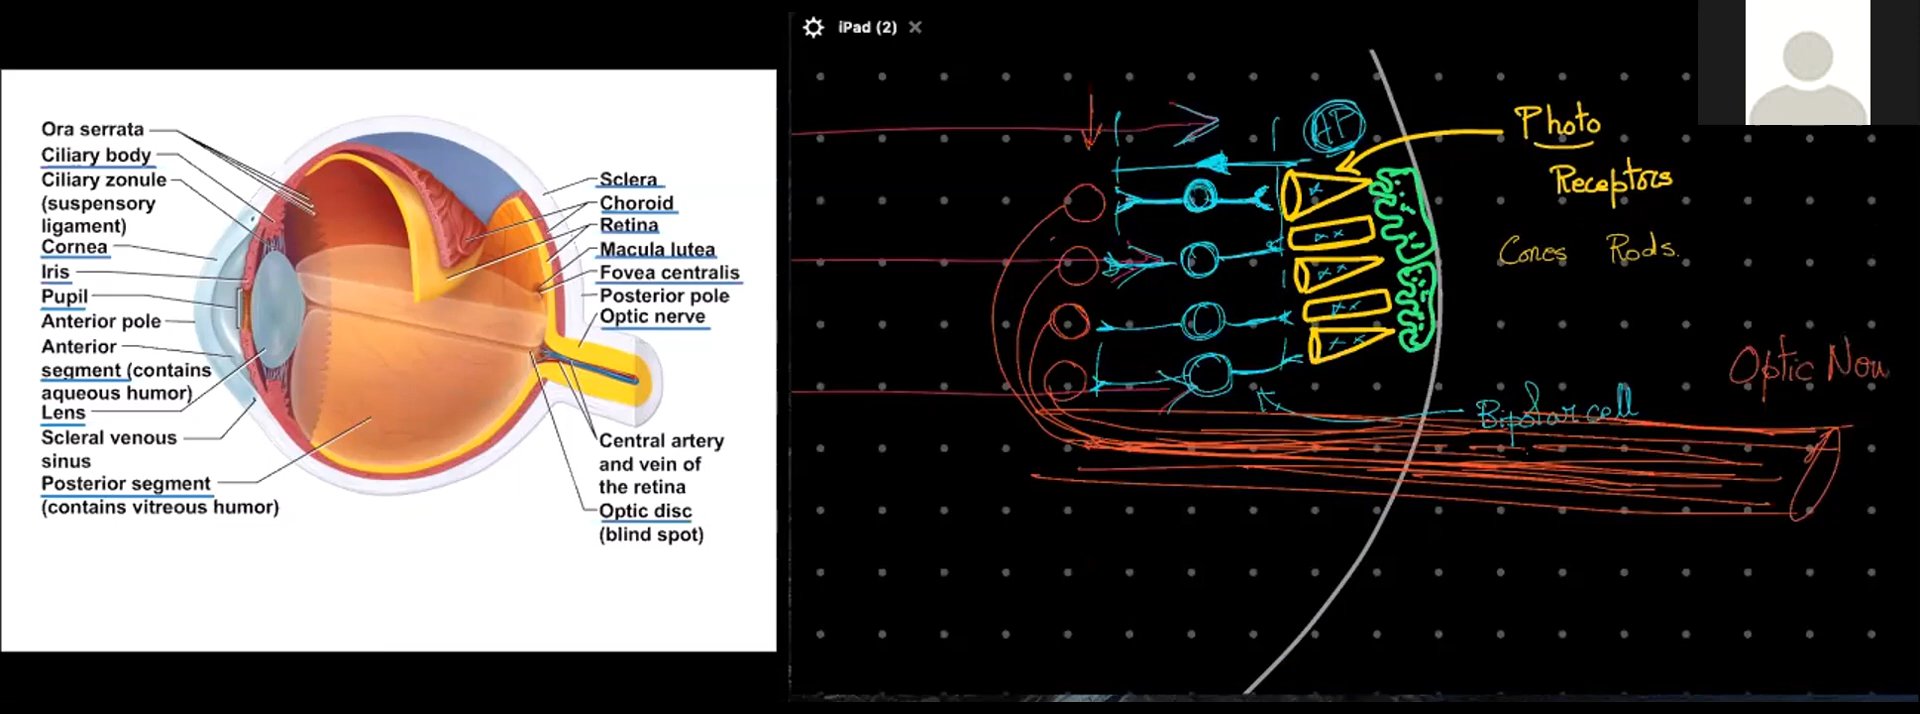 iPad (2)
Ora serrata
Ciliary body
Ciliary zonule
(suspensory
ligament)
Cornea
Iris
Pupil
Anterior pole
Anterior
segment (contains
aqueous humor)
Lens
Scleral venous
sinus
Posterior segment
(contains vitreous humor)
Sclera
Choroid
Retina
Macula lutea
Fovea centralis
Posterior pole
Optic nerve
Central artery
and vein of
the retina
Optic disc
(blind spot)
AP
Photo
Receptors
Cones Rods.
Optic
Bipolar cell